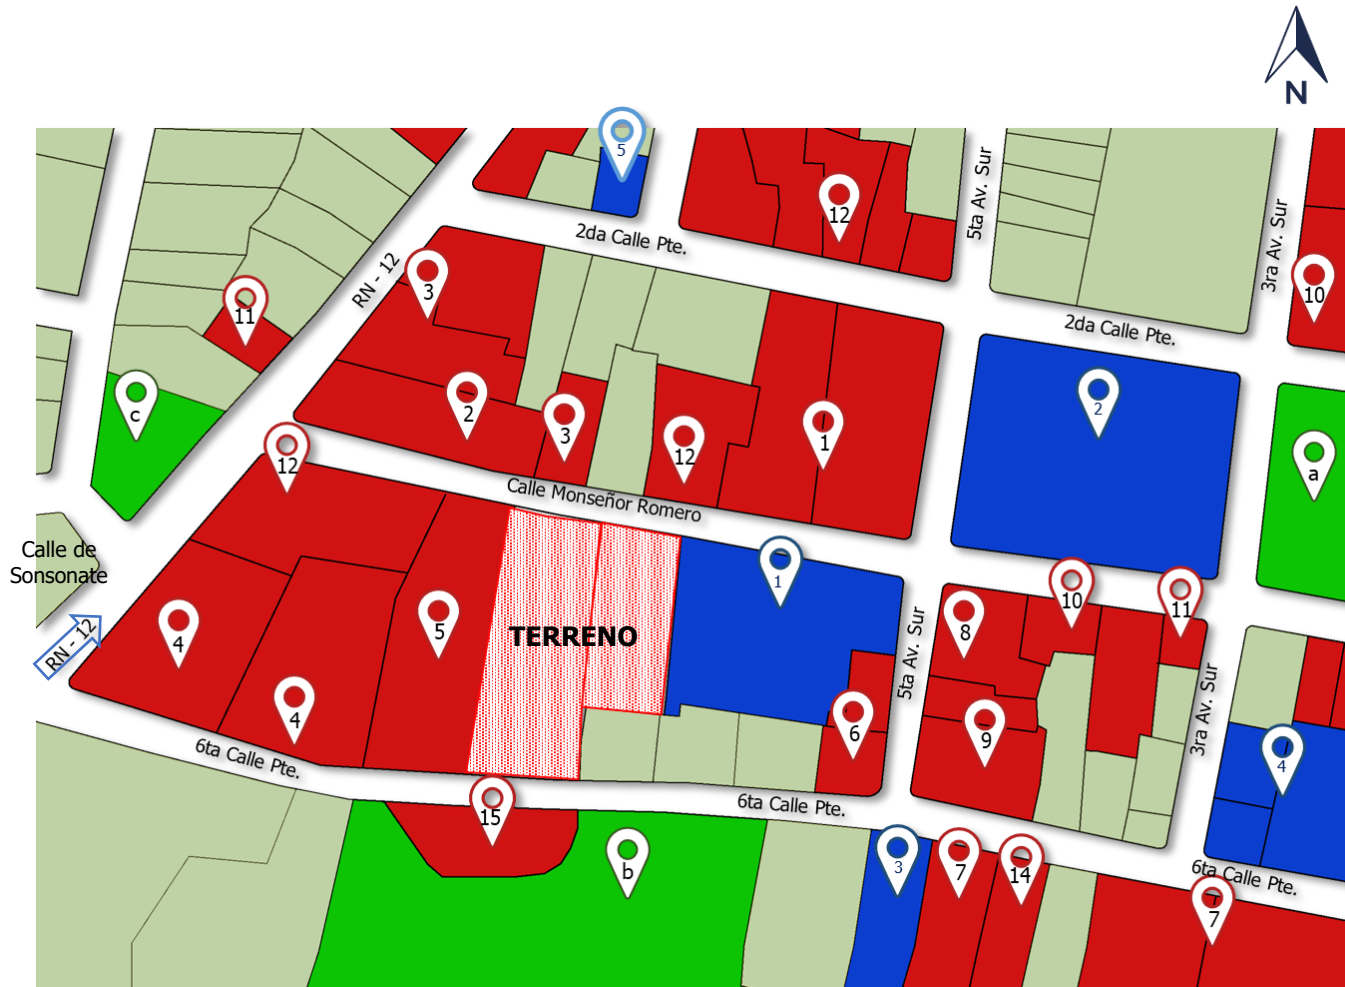 N
5
12
5ta Av. Sur
3ra Av. Sur
2da Calle Pte.
RN - 12
3
10
11
2da Calle Pte.
c
2
3
12
1
2
a
12
Calle Monseñor Romero
Calle de
Sonsonate
1
10
11
4
5
TERRENO
8
RN - 12
5ta Av. Sur
4
6
9
3ra Av. Sur
4
6ta Calle Pte.
15
6ta Calle Pte.
b
3
7
14
6ta Calle Pte.
7